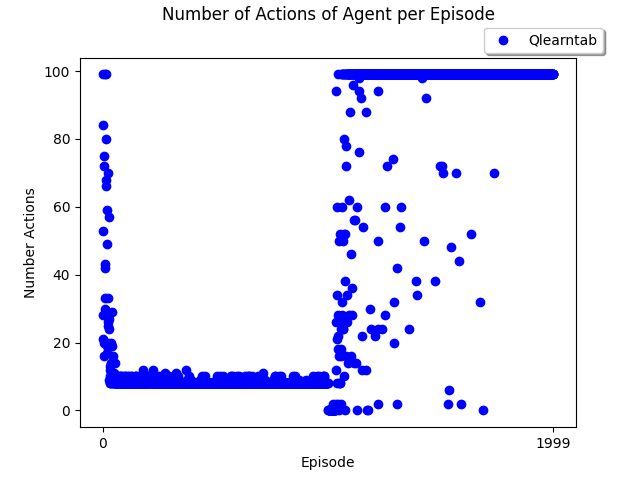 Number of Actions of Agent per Episode
Qlearntab
100
80
60
40
20
0
Number Actions
0 1999
Episode